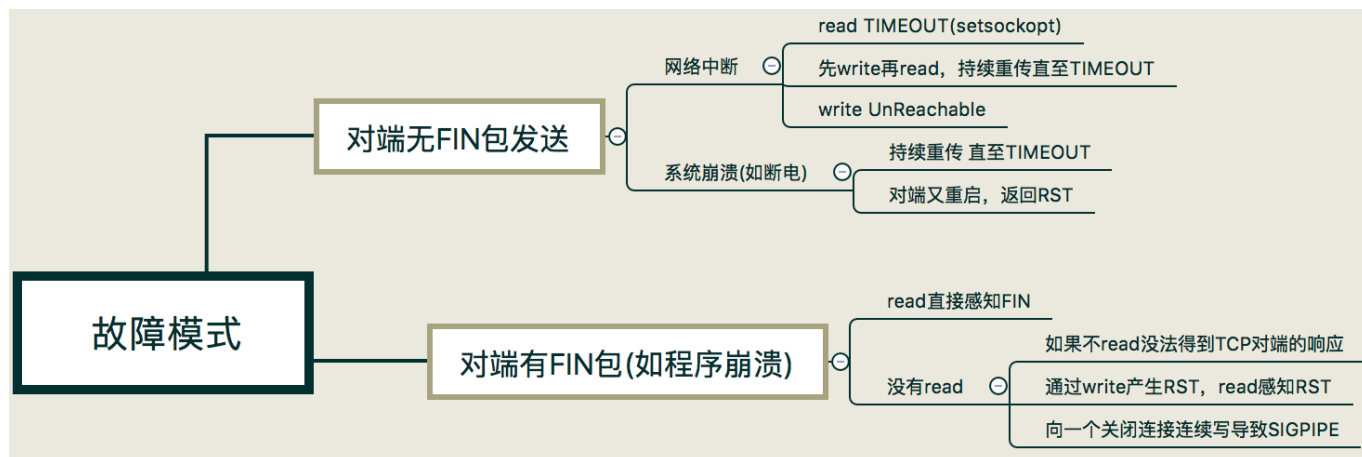 故障模式
对端无FIN包发送
网络中断
read TIMEOUT(setsockopt)
先write再read，持续重传直至TIMEOUT
write UnReachable
系统崩溃(如断电)
持续重传 直至TIMEOUT
对端又重启，返回RST
对端有FIN包(如程序崩溃)
read直接感知FIN
没有read
如果不read没法得到TCP对端的响应
通过write产生RST，read感知RST
向一个关闭连接连续写导致SIGPIPE